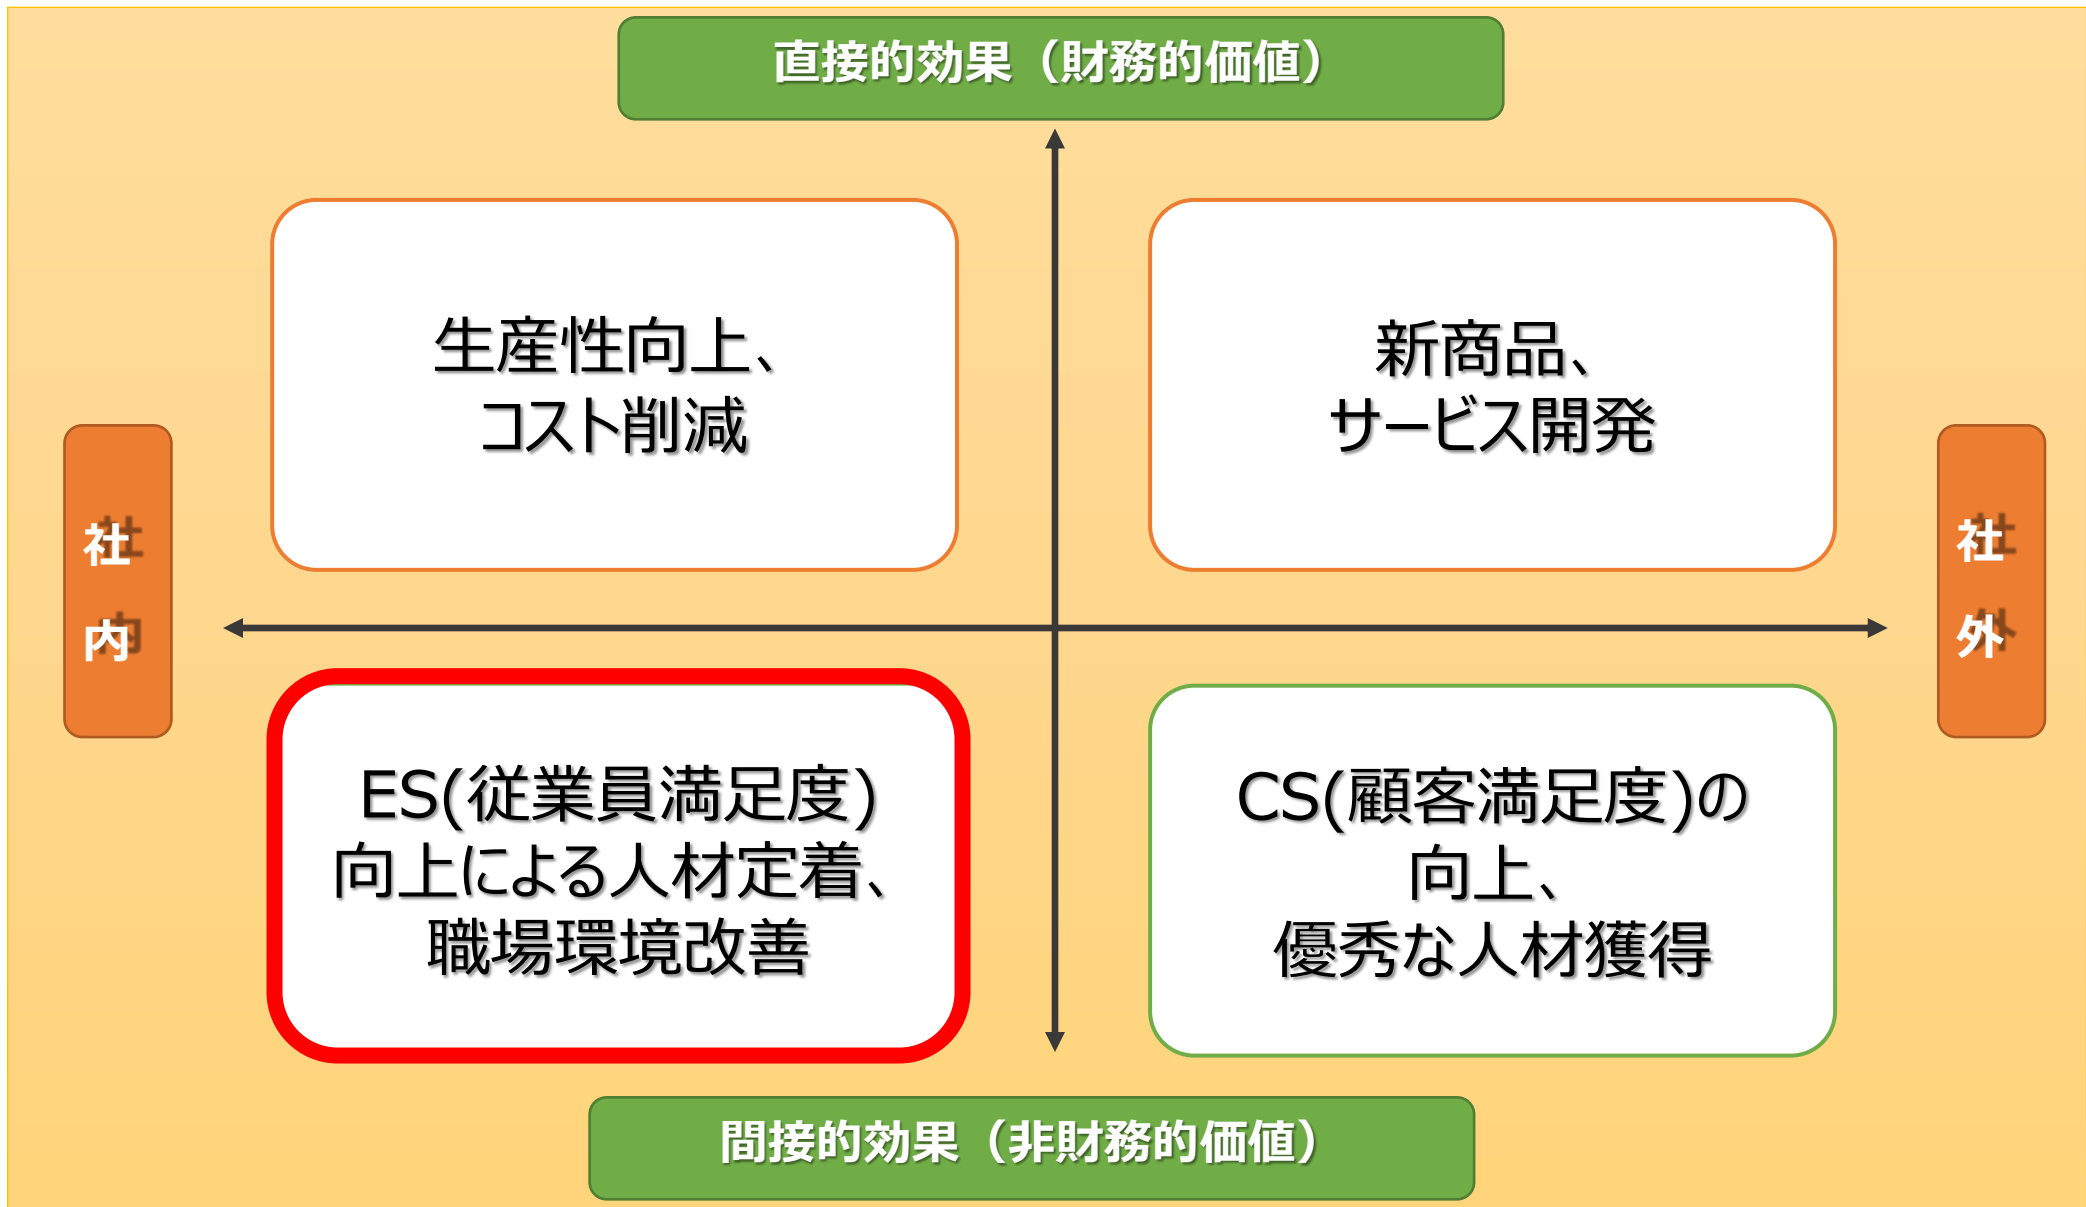 直接的効果（財務的価値）
生産性向上、
コスト削減
新商品、
サービス開発
社
内
社
外
ES(従業員満足度)
向上による人材定着、
職場環境改善
CS(顧客満足度)の
向上、
優秀な人材獲得
間接的効果（非財務的価値）